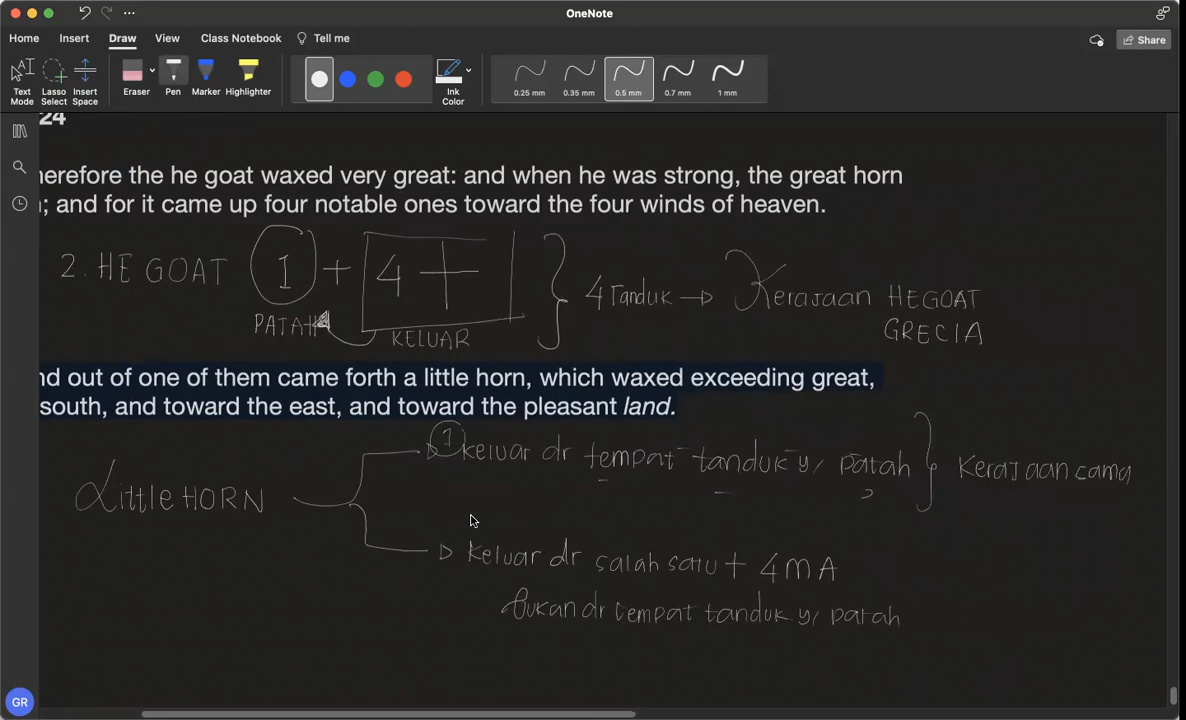 OneNote
Home Insert Draw View Class Notebook Tell me Share
Text Mode Lasso Select Insert Space Eraser Pen Marker Highlighter Ink Color 0.25 mm 0.35 mm 0.5 mm 0.7 mm 1 mm
24
herefore the he goat waxed very great: and when he was strong, the great horn
; and for it came up four notable ones toward the four winds of heaven.
2. HE GOAT 1 + 4 + } 4 Tanduk → Kerajaan HEGOAT
PATAH KELUAR GRECIA
nd out of one of them came forth a little horn, which waxed exceeding great,
south, and toward the east, and toward the pleasant land.
1 keluar dr tempat tanduk y/ patah } Kerajaan cama
Little HORN
keluar dr salah satu + 4 MA
bukan dr tempat tanduk y/ patah
GR